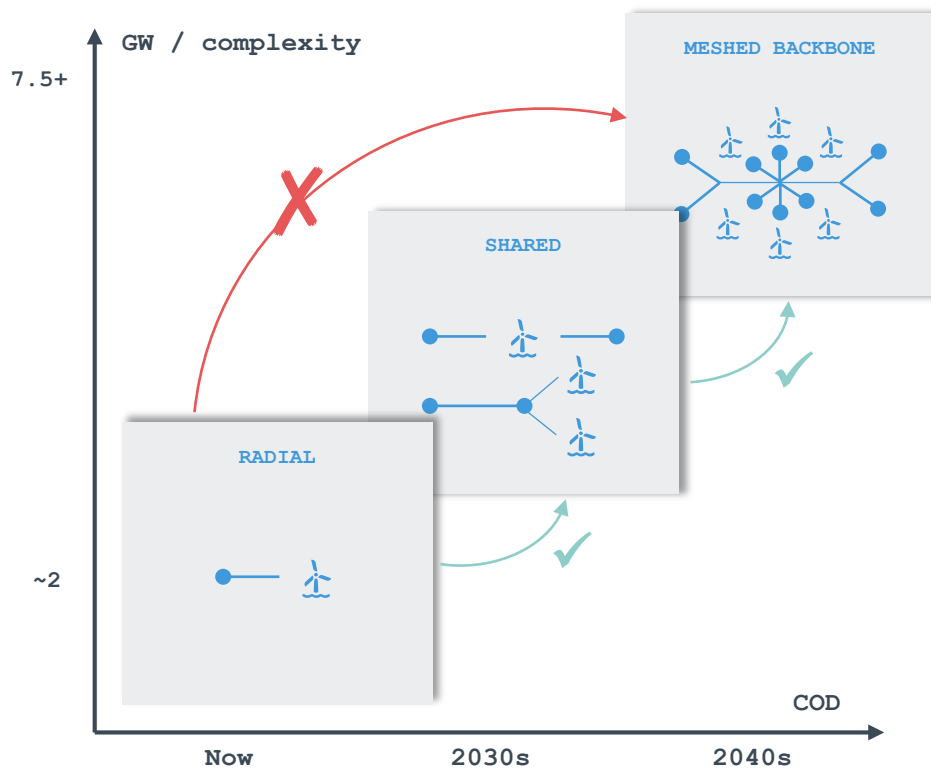 GW / complexity
7.5+
MESHED BACKBONE
SHARED
RADIAL
~2
COD
Now
2030s
2040s